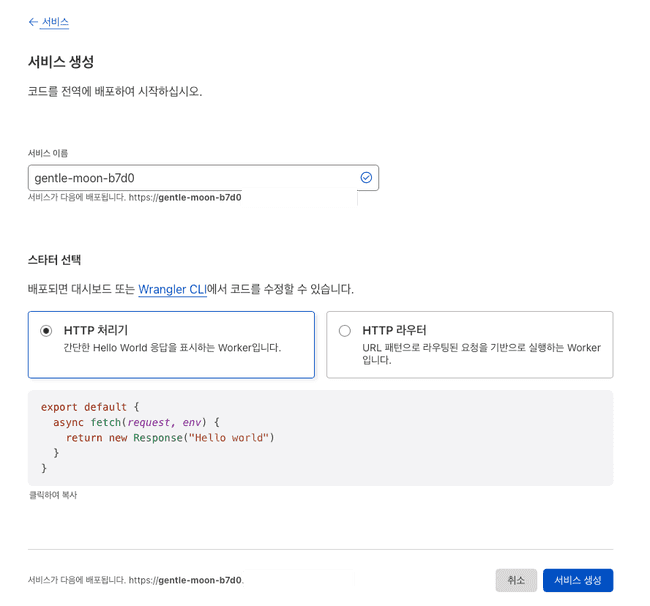 ← 서비스
서비스 생성
코드를 전역에 배포하여 시작하십시오.
서비스 이름
gentle-moon-b7d0
서비스가 다음에 배포됩니다. https://gentle-moon-b7d0
스타터 선택
배포되면 대시보드 또는 Wrangler CLI에서 코드를 수정할 수 있습니다.
HTTP 처리기
간단한 Hello World 응답을 표시하는 Worker입니다.
HTTP 라우터
URL 패턴으로 라우팅된 요청을 기반으로 실행하는 Worker
입니다.
export default {
  async fetch(request, env) {
    return new Response("Hello world")
  }
}
클릭하여 복사
서비스가 다음에 배포됩니다. https://gentle-moon-b7d0.
취소
서비스 생성